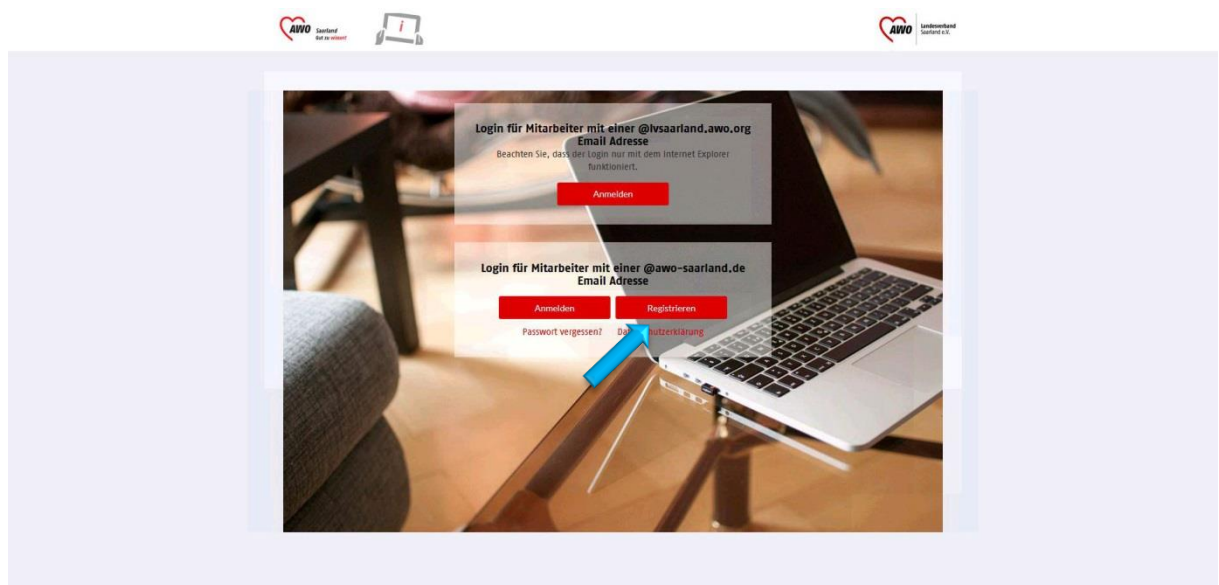 AWO Saarland
Gut zu wissen!
i
AWO Landesverband
Saarland e.V.
Login für Mitarbeiter mit einer @lvsaarland.awo.org
Email Adresse
Beachten Sie, dass der Login nur mit dem Internet Explorer
funktioniert.
Anmelden
Login für Mitarbeiter mit einer @awo-saarland.de
Email Adresse
Anmelden Registrieren
Passwort vergessen? Datenschutzerklärung